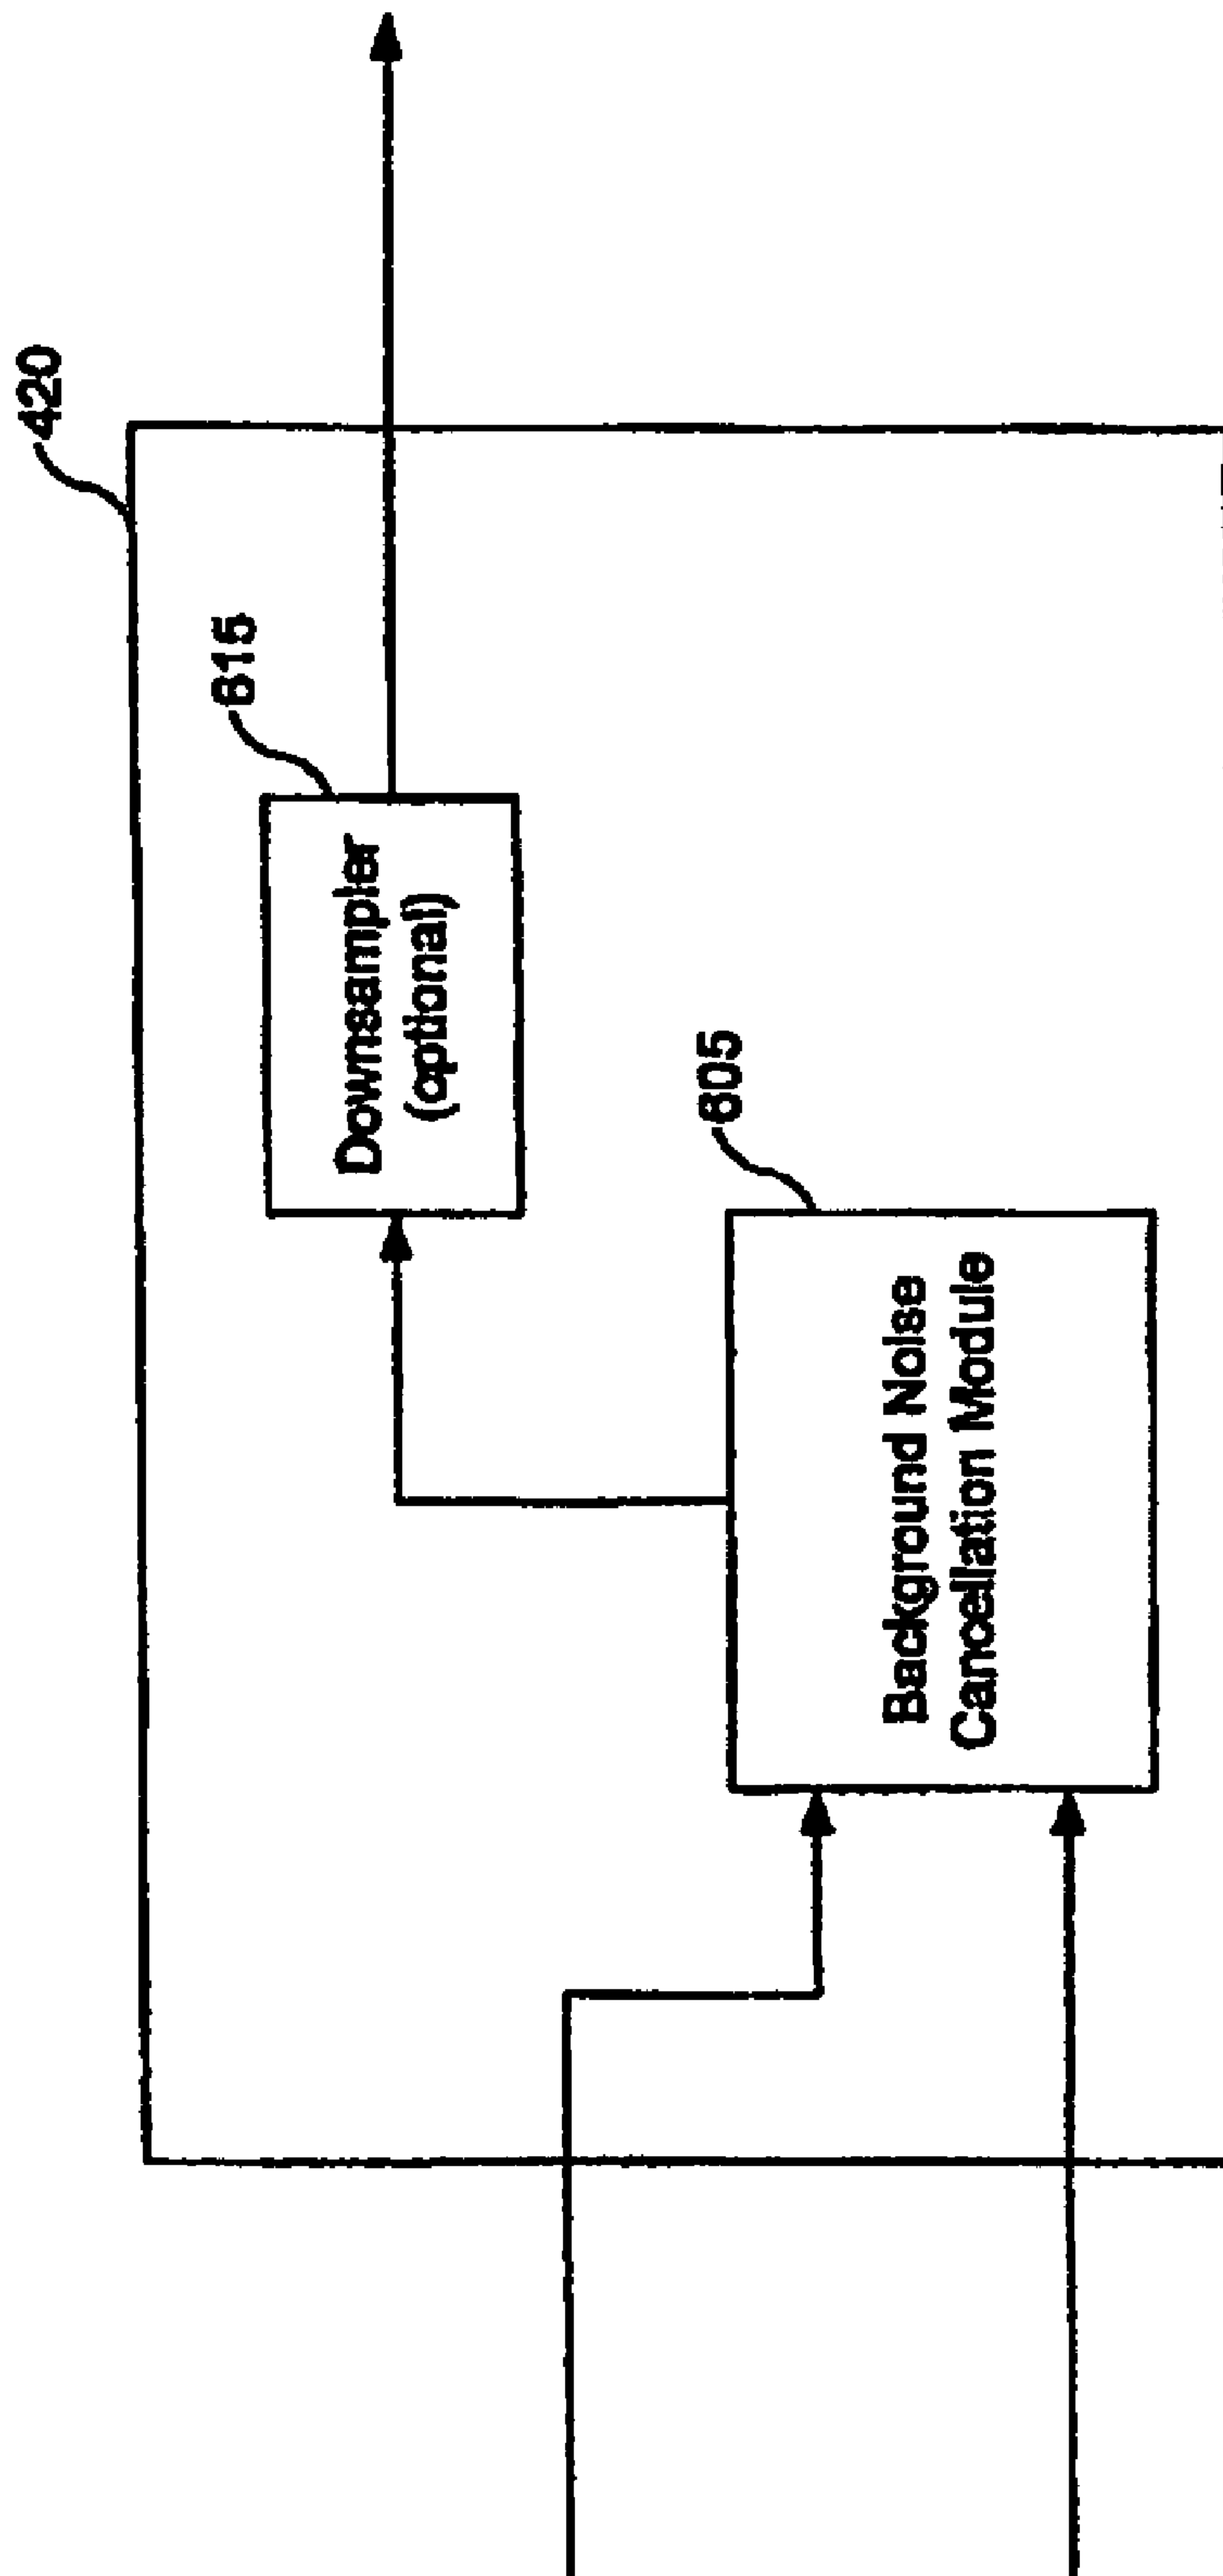 420
815
Downsampler
(optional)
805
Background Noise
Cancellation Module